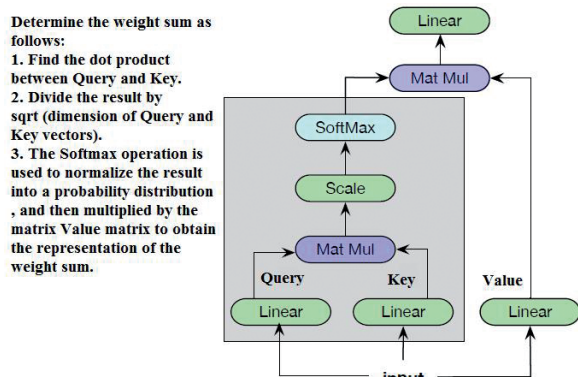 Determine the weight sum as
follows:
1. Find the dot product
between Query and Key.
2. Divide the result by
sqrt (dimension of Query and
Key vectors).
3. The Softmax operation is
used to normalize the result
into a probability distribution
, and then multiplied by the
matrix Value matrix to obtain
the representation of the
weight sum.
Linear
Mat Mul
SoftMax
Scale
Mat Mul
Query
Key
Value
Linear
Linear
Linear
input